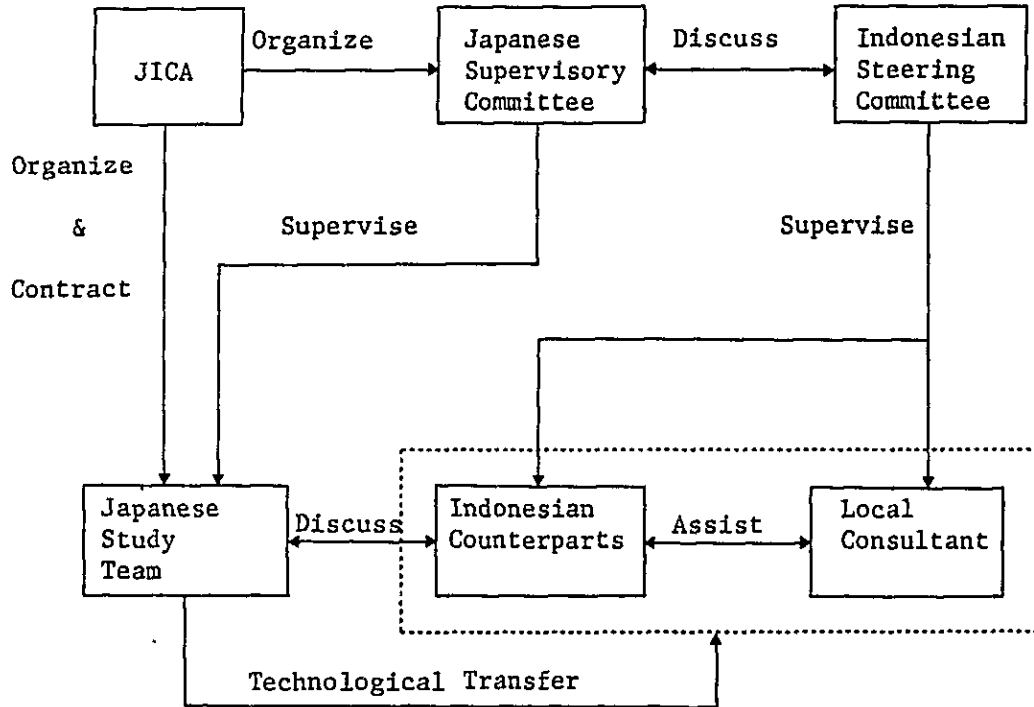 Organize
JICA
Japanese
Supervisory
Committee
Discuss
Indonesian
Steering
Committee
Organize
&
Contract
Supervise
Supervise
Japanese
Study
Team
Discuss
Indonesian
Counterparts
Assist
Local
Consultant
Technological Transfer